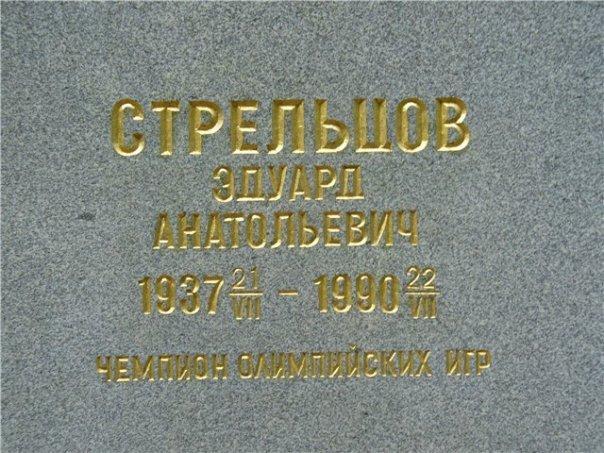 СТРЕЛЬЦОВ
ЭДУАРД
АНАТОЛЬЕВИЧ
1937 21/VII – 1990 22/VII
ЧЕМПИОН ОЛИМПИЙСКИХ ИГР